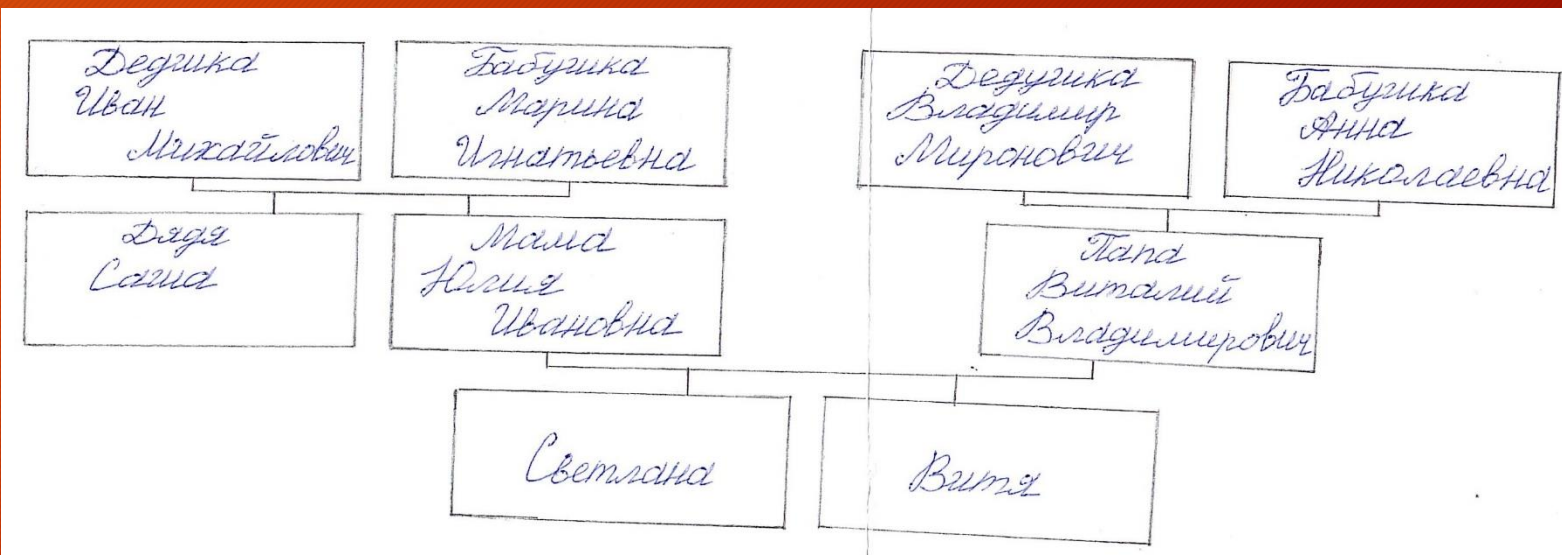 Дедушка
Иван
Михайлович
Бабушка
Марина
Игнатьевна
Дедушка
Владимир
Миронович
Бабушка
Анна
Николаевна
Дядя
Саша
Мама
Юлия
Ивановна
Папа
Виталий
Владимирович
Светлана
Витя